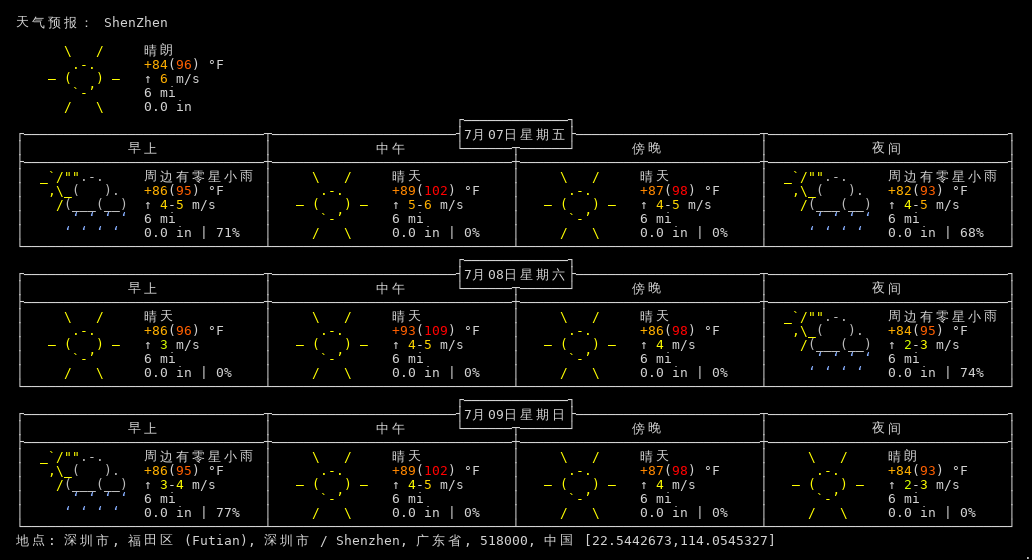 天气预报： ShenZhen
晴朗
+84(96) °F
↑ 6 m/s
6 mi
0.0 in
7月07日星期五
早上 中午 傍晚 夜间
周边有零星小雨 晴天 晴天 周边有零星小雨
+86(95) °F +89(102) °F +87(98) °F +82(93) °F
↑ 4-5 m/s ↑ 5-6 m/s ↑ 4-5 m/s ↑ 4-5 m/s
6 mi 6 mi 6 mi 6 mi
0.0 in | 71% 0.0 in | 0% 0.0 in | 0% 0.0 in | 68%
7月08日星期六
早上 中午 傍晚 夜间
晴天 晴天 晴天 周边有零星小雨
+86(96) °F +93(109) °F +86(98) °F +84(95) °F
↑ 3 m/s ↑ 4-5 m/s ↑ 4 m/s ↑ 2-3 m/s
6 mi 6 mi 6 mi 6 mi
0.0 in | 0% 0.0 in | 0% 0.0 in | 0% 0.0 in | 74%
7月09日星期日
早上 中午 傍晚 夜间
周边有零星小雨 晴天 晴天 晴朗
+86(95) °F +89(102) °F +87(98) °F +84(93) °F
↑ 3-4 m/s ↑ 4-5 m/s ↑ 4 m/s ↑ 2-3 m/s
6 mi 6 mi 6 mi 6 mi
0.0 in | 77% 0.0 in | 0% 0.0 in | 0% 0.0 in | 0%
地点: 深圳市, 福田区 (Futian), 深圳市 / Shenzhen, 广东省, 518000, 中国 [22.5442673,114.0545327]